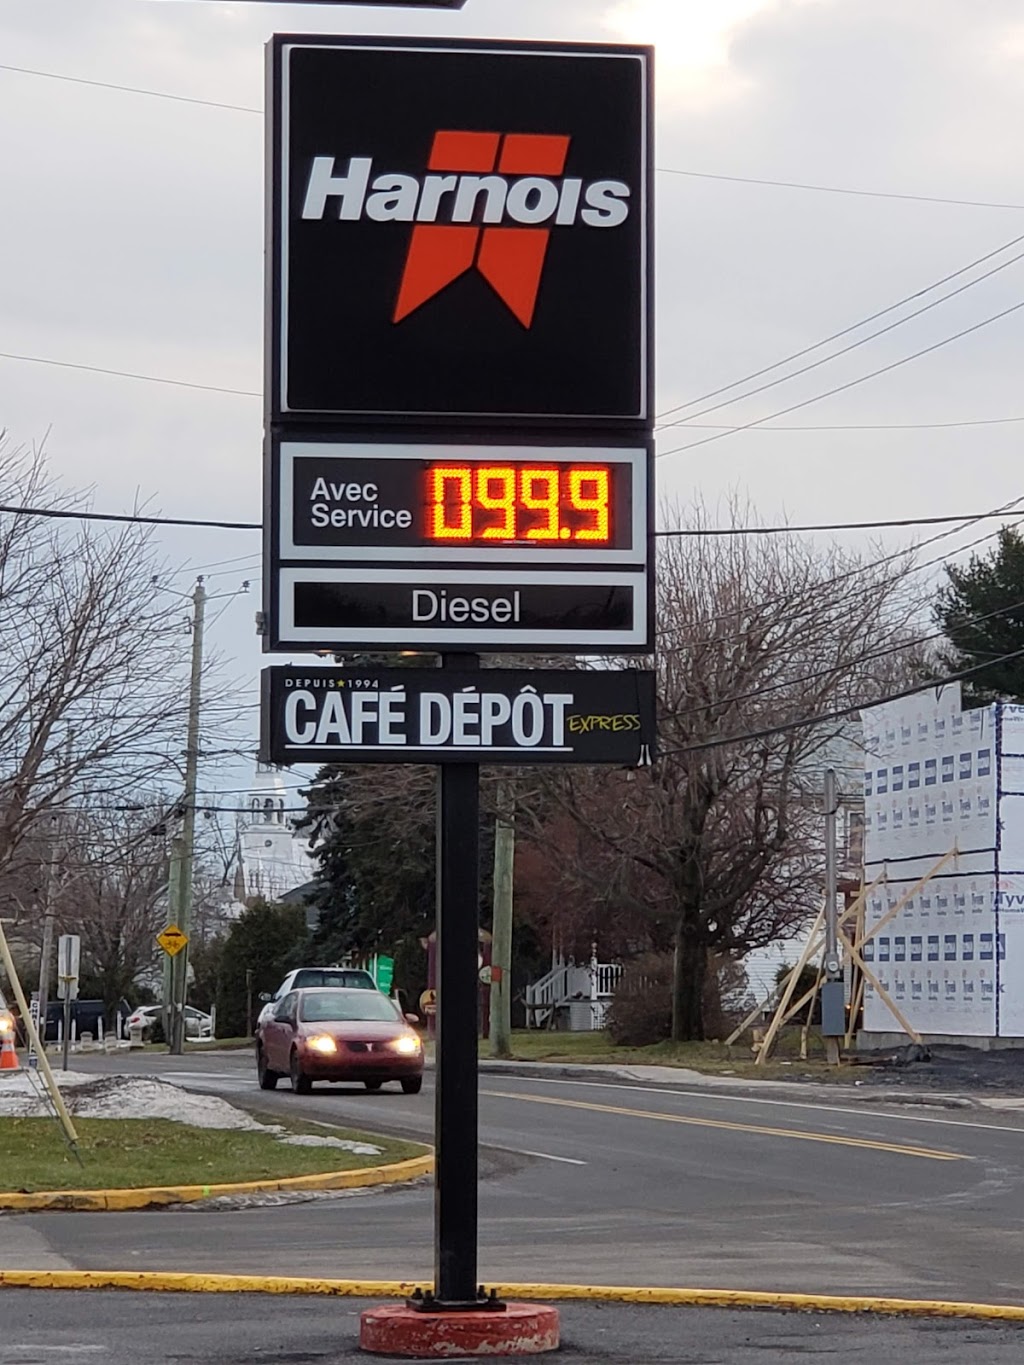 Harnois
Avec
Service
099.9
Diesel
DEPUIS★1994
CAFÉ DÉPÔT
EXPRESS